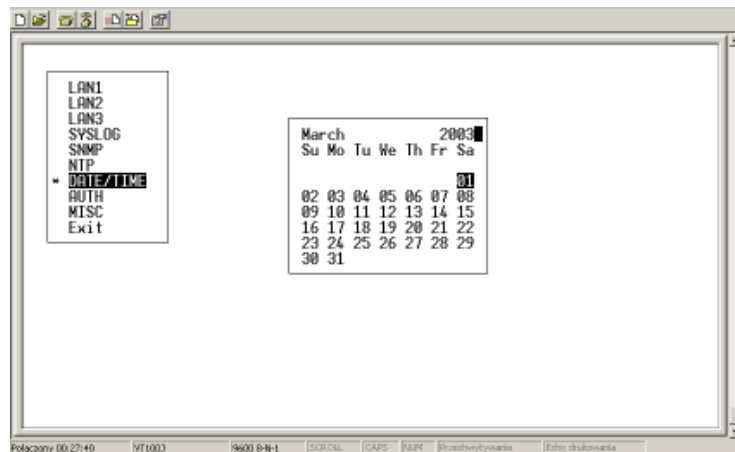 LAN1
LAN2
LAN3
SYSLOG
SNMP
NTP
* DATE/TIME
AUTH
MISC
Exit
March 2003
Su Mo Tu We Th Fr Sa
01
02 03 04 05 06 07 08
09 10 11 12 13 14 15
16 17 18 19 20 21 22
23 24 25 26 27 28 29
30 31
Połączony 00:27:40 VT100J 9600 8-N-1 SCROLL CAPS NUM Przechwytywanie Echo drukowania